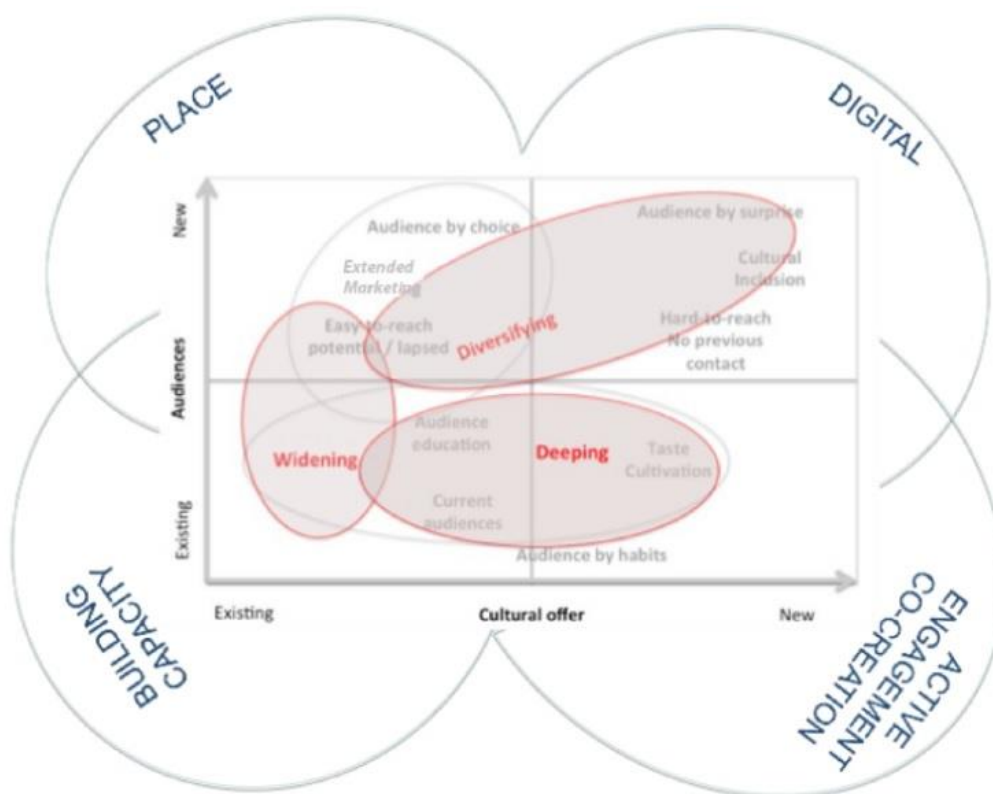 PLACE
DIGITAL
New
Audiences
Existing
Audience by choice
Extended
Marketing
Easy-to-reach
potential / lapsed
Diversifying
Audience by surprise
Cultural
Inclusion
Hard-to-reach
No previous
contact
Widening
Audience
education
Deeping
Taste
Cultivation
Current
audiences
Audience by habits
Existing
Cultural offer
New
BUILDING
CAPACITY
ACTIVE
ENGAGEMENT
CO-CREATION